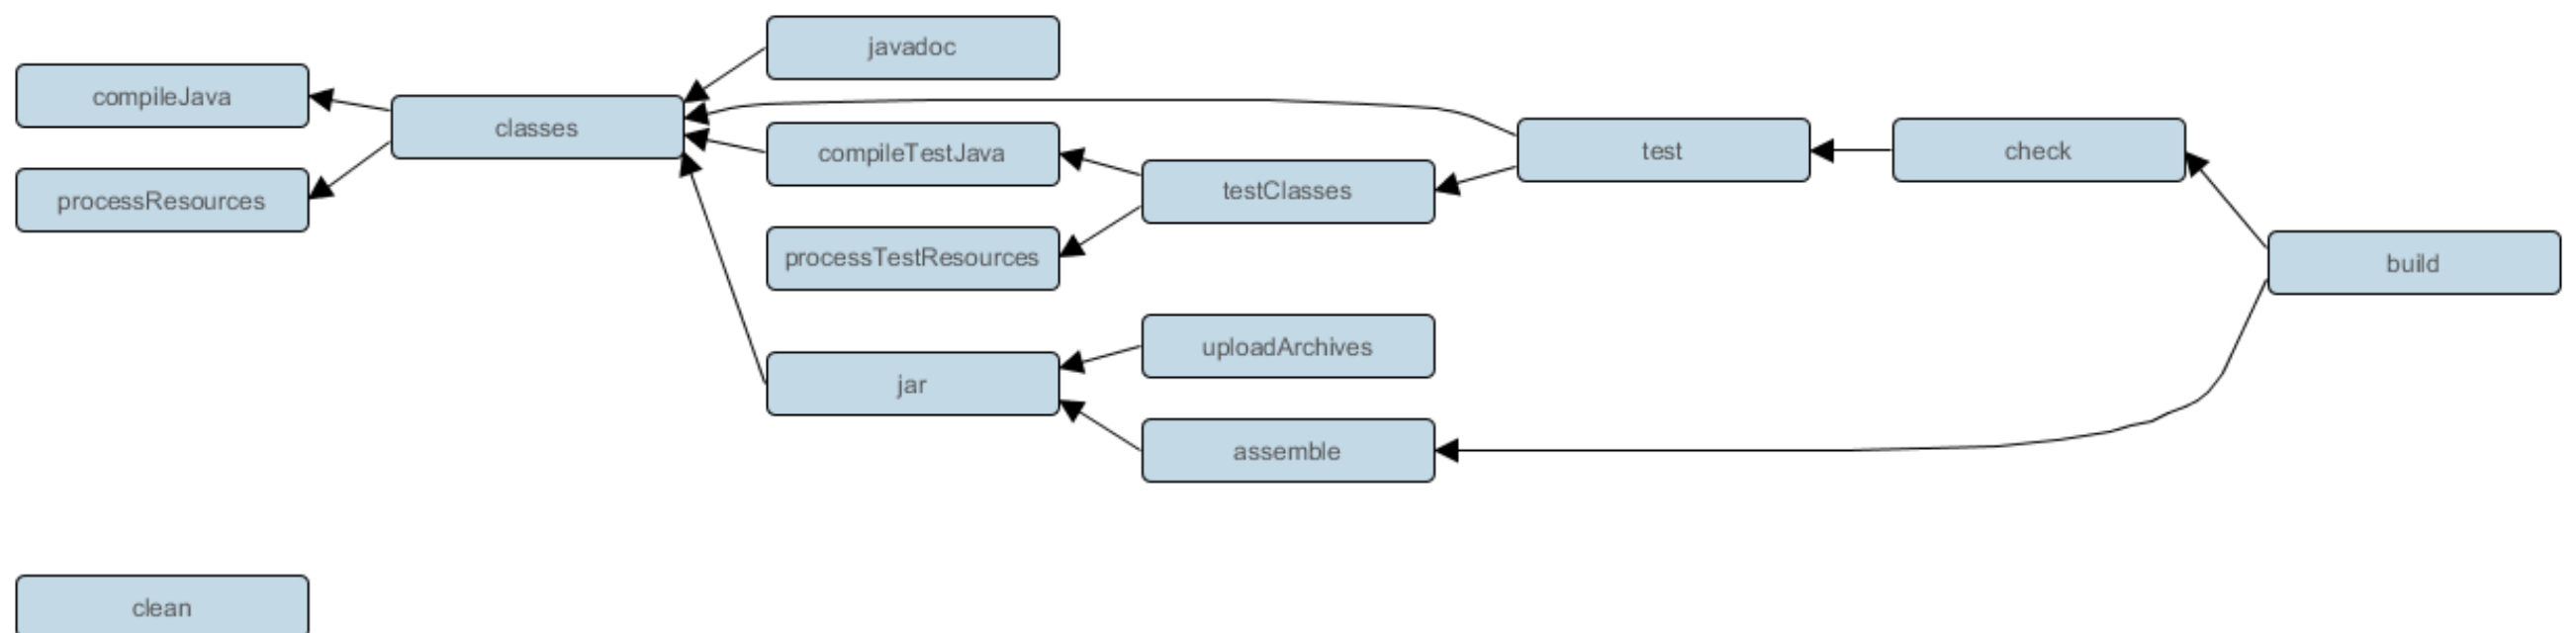 javadoc
compileJava
classes
compileTestJava
test
check
processResources
testClasses
processTestResources
build
uploadArchives
jar
assemble
clean